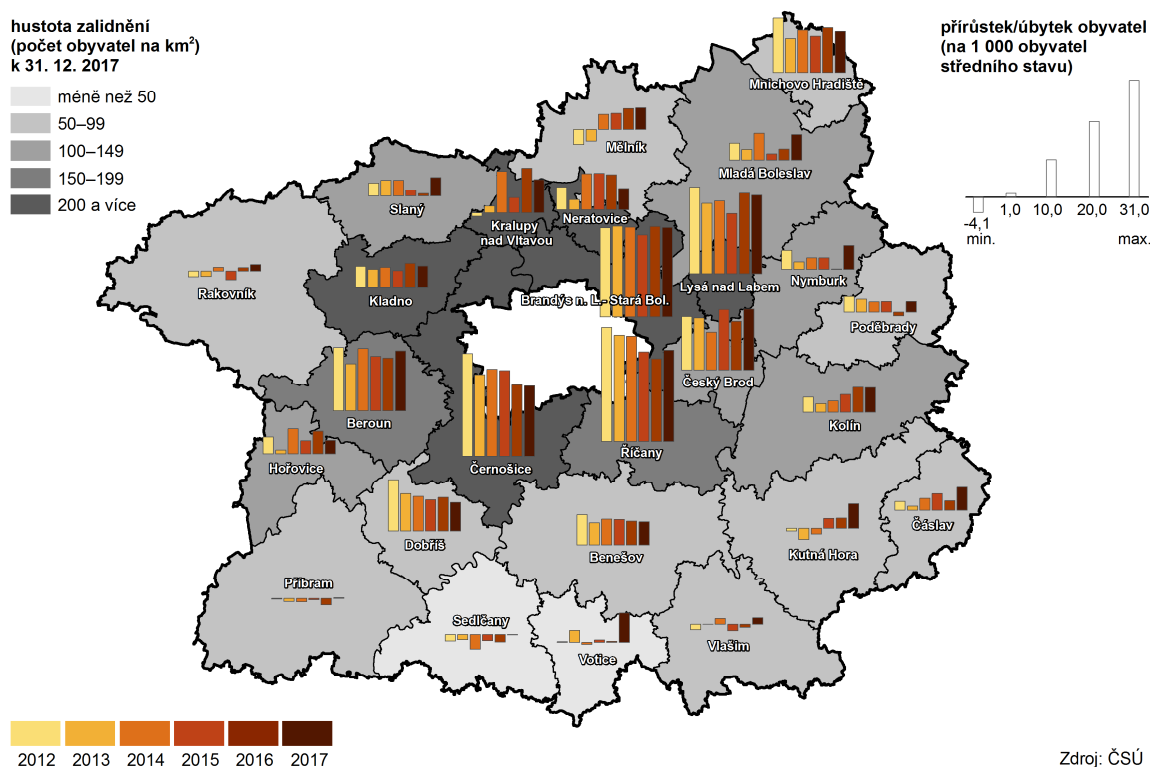 hustota zalidnění
(počet obyvatel na km²)
k 31. 12. 2017
méně než 50
50–99
100–149
150–199
200 a více
přírůstek/úbytek obyvatel
(na 1 000 obyvatel
středního stavu)
-4,1
1,0
10,0
20,0
31,0
min.
max.
Mnichovo Hradiště
Mělník
Mladá Boleslav
Slaný
Kralupy
nad Vltavou
Neratovice
Rakovník
Kladno
Brandýs n. L.- Stará Bol.
Lysá nad Labem
Nymburk
Poděbrady
Český Brod
Beroun
Kolín
Hořovice
Černošice
Říčany
Dobříš
Benešov
Kutná Hora
Čáslav
Příbram
Sedlčany
Votice
Vlašim
2012
2013
2014
2015
2016
2017
Zdroj: ČSÚ